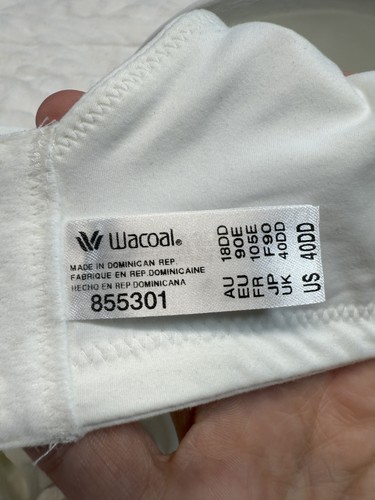 Wacoal®
MADE IN DOMINICAN REP.
FABRIQUE EN REP.DOMINICAINE
HECHO EN REP.DOMINICANA
855301
AU 18DD
EU 90E
FR 105E
JP F90
UK 40DD
US 40DD